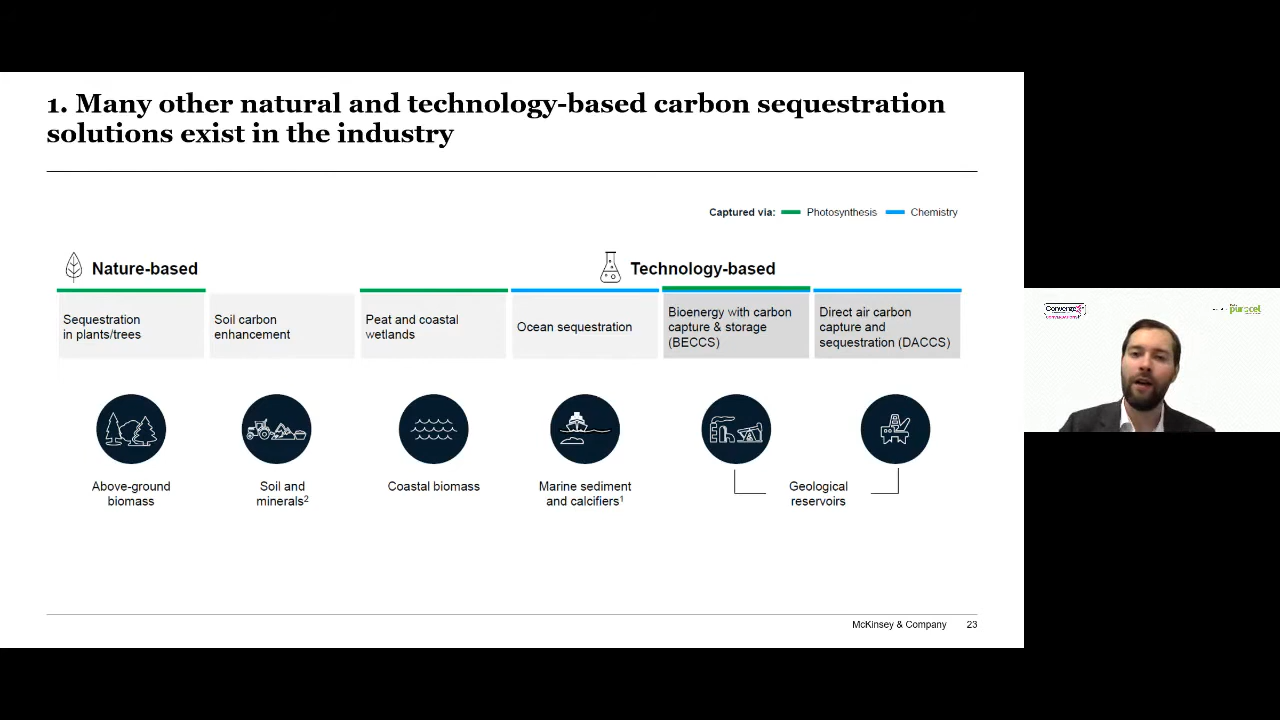 1. Many other natural and technology-based carbon sequestration
solutions exist in the industry
Captured via:
Photosynthesis
Chemistry
Nature-based
Technology-based
Sequestration
in plants/trees
Soil carbon
enhancement
Peat and coastal
wetlands
Ocean sequestration
Bioenergy with carbon
capture & storage
(BECCS)
Direct air carbon
capture and
sequestration (DACCS)
Above-ground
biomass
Soil and
minerals²
Coastal biomass
Marine sediment
and calcifiers¹
Geological
reservoirs
McKinsey & Company 23